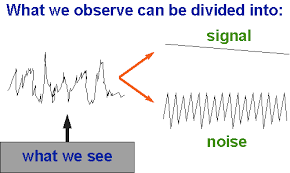 What we observe can be divided into:
signal
noise
what we see